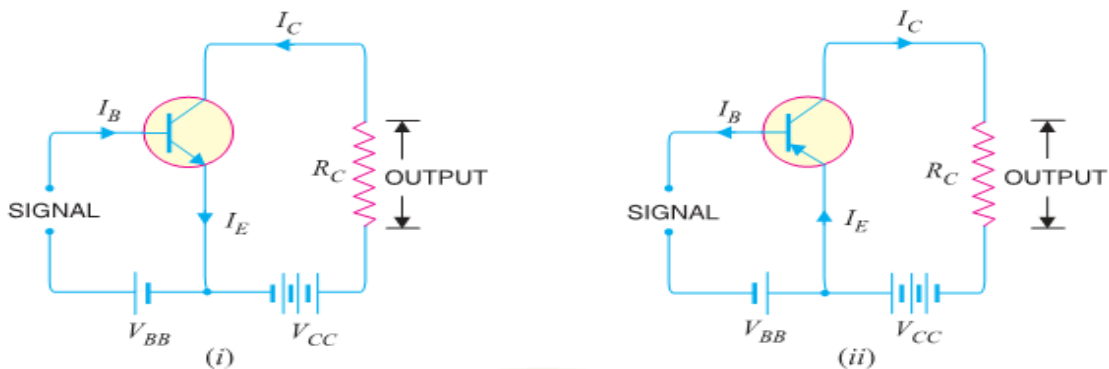 I_C
I_B
R_C
OUTPUT
SIGNAL
I_E
V_BB
V_CC
(i)
I_C
I_B
R_C
OUTPUT
SIGNAL
I_E
V_BB
V_CC
(ii)